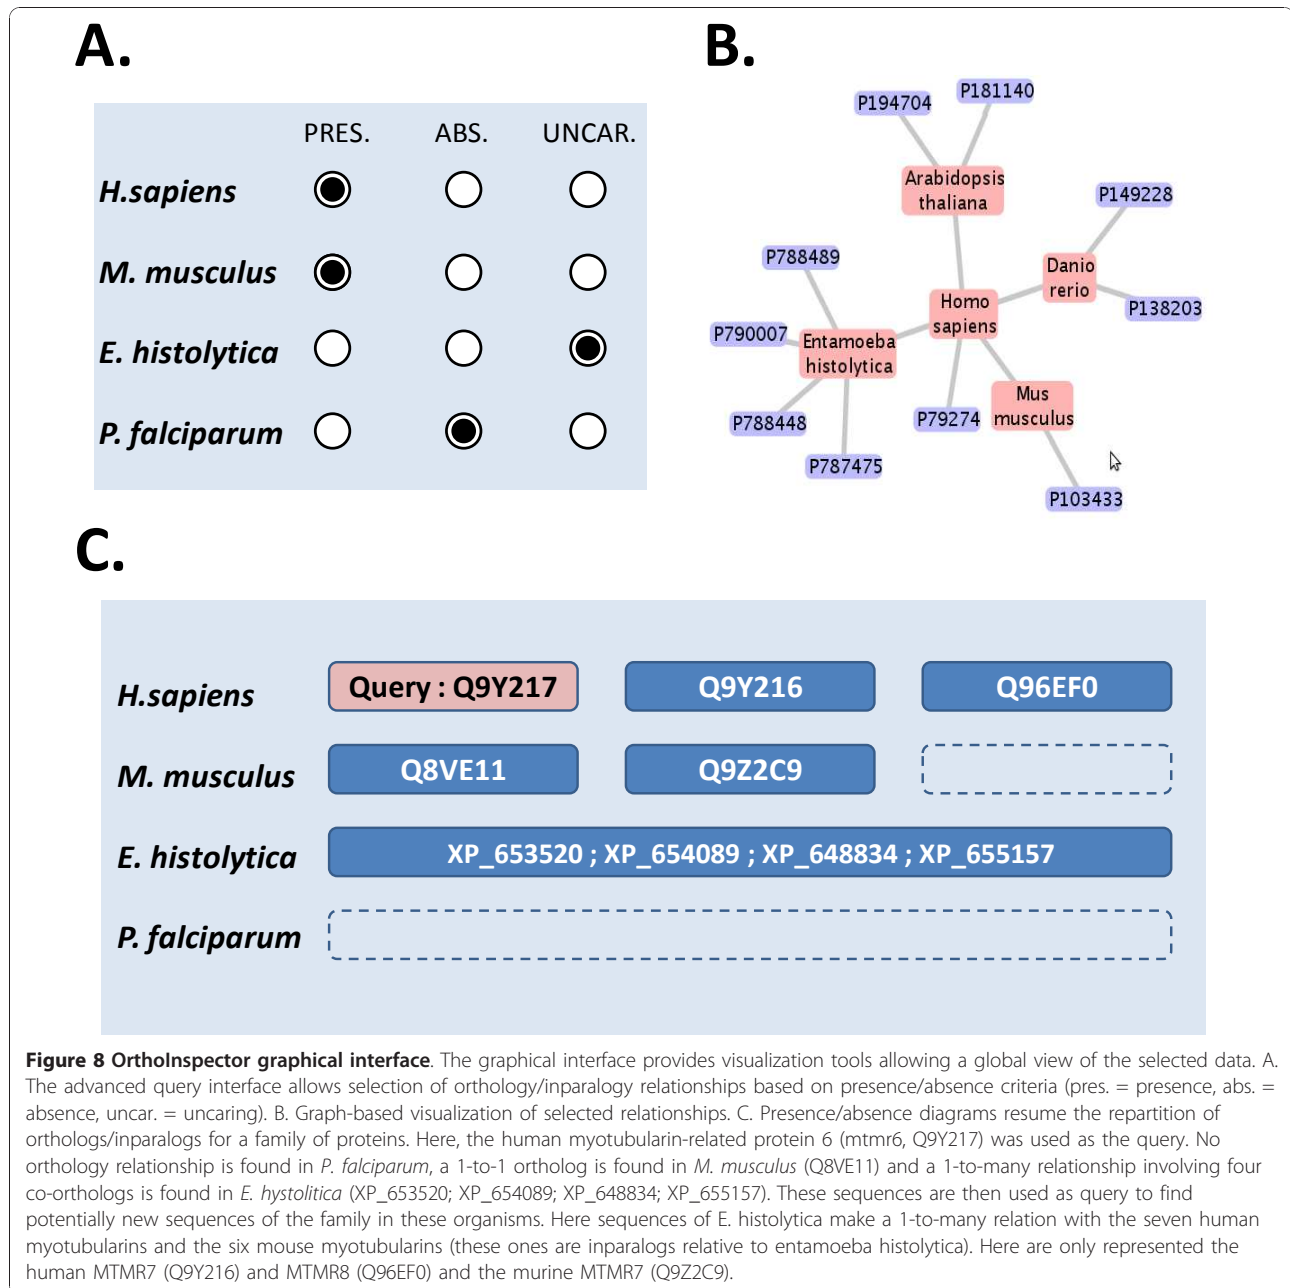 A.
PRES. ABS. UNCAR.
H.sapiens
M. musculus
E. histolytica
P. falciparum
B.
P194704
P181140
Arabidopsis
thaliana
P149228
P788489
Danio
rerio
Homo
sapiens
P138203
P790007
Entamoeba
histolytica
Mus
musculus
P788448
P79274
P787475
P103433
C.
H.sapiens Query : Q9Y217 Q9Y216 Q96EF0
M. musculus Q8VE11 Q9Z2C9
E. histolytica XP_653520 ; XP_654089 ; XP_648834 ; XP_655157
P. falciparum
Figure 8 OrthoInspector graphical interface. The graphical interface provides visualization tools allowing a global view of the selected data. A.
The advanced query interface allows selection of orthology/inparalogy relationships based on presence/absence criteria (pres. = presence, abs. =
absence, uncar. = uncaring). B. Graph-based visualization of selected relationships. C. Presence/absence diagrams resume the repartition of
orthologs/inparalogs for a family of proteins. Here, the human myotubularin-related protein 6 (mtmr6, Q9Y217) was used as the query. No
orthology relationship is found in P. falciparum, a 1-to-1 ortholog is found in M. musculus (Q8VE11) and a 1-to-many relationship involving four
co-orthologs is found in E. hystolitica (XP_653520; XP_654089; XP_648834; XP_655157). These sequences are then used as query to find
potentially new sequences of the family in these organisms. Here sequences of E. histolytica make a 1-to-many relation with the seven human
myotubularins and the six mouse myotubularins (these ones are inparalogs relative to entamoeba histolytica). Here are only represented the
human MTMR7 (Q9Y216) and MTMR8 (Q96EF0) and the murine MTMR7 (Q9Z2C9).